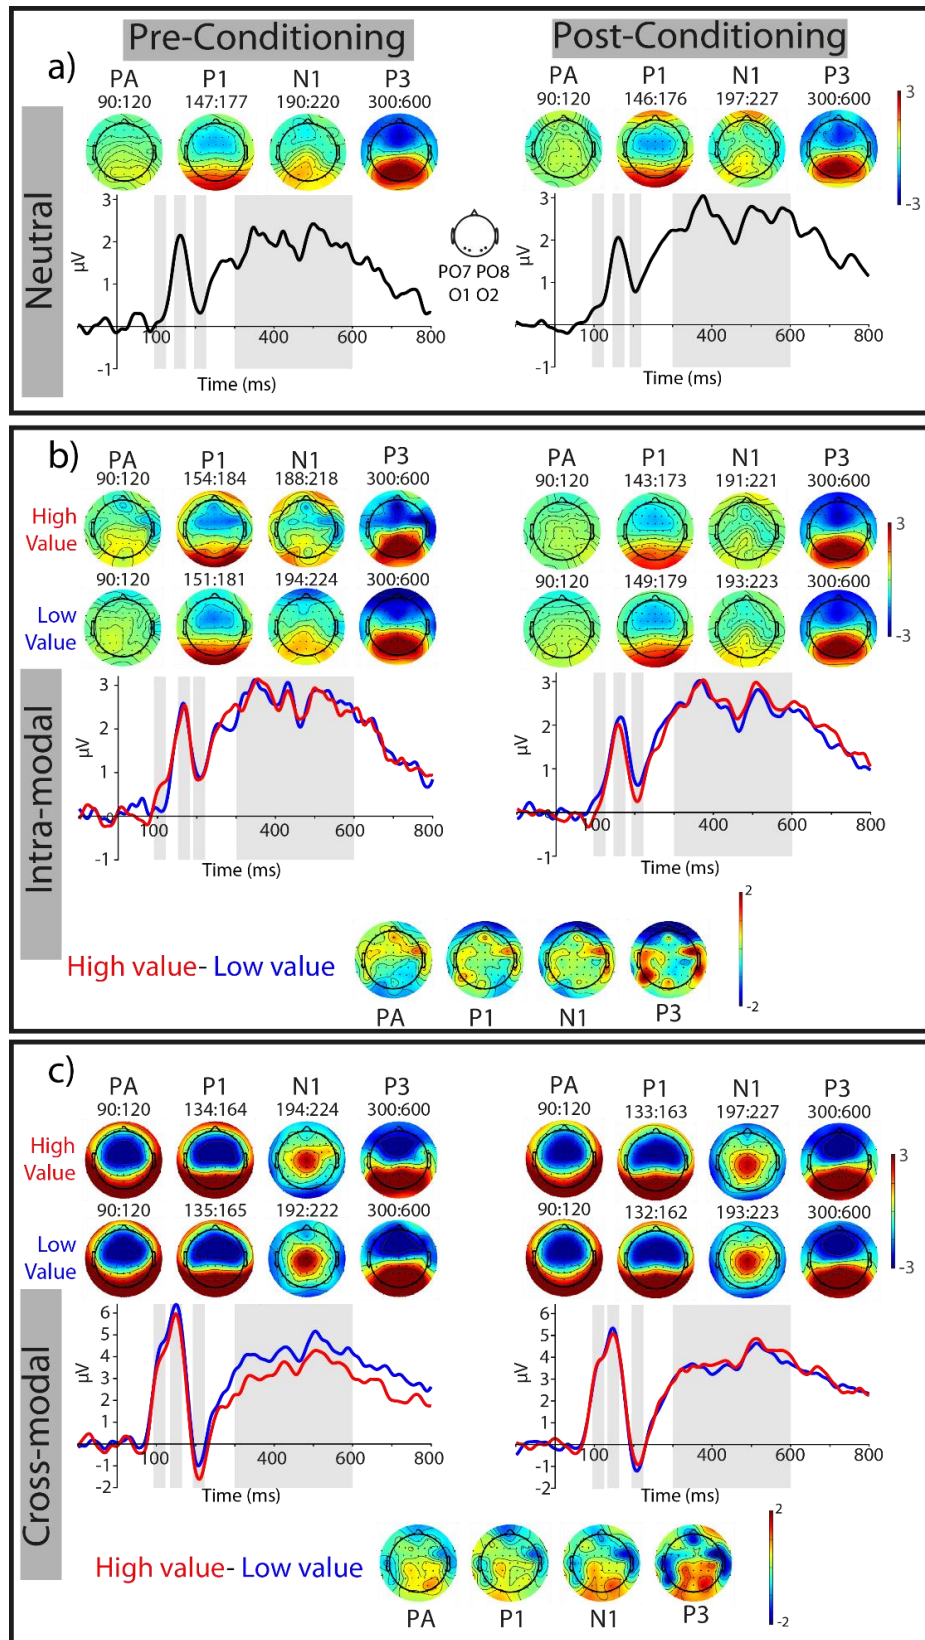 Pre-Conditioning Post-Conditioning
a)
PA P1 N1 P3 PA P1 N1 P3
90:120 147:177 190:220 300:600 90:120 146:176 197:227 300:600
3
-3
Neutral
3
2
1
-1
µV
100 400 600 800
Time (ms)
PO7 PO8
O1 O2
3
2
1
-1
µV
100 400 600 800
Time (ms)
b)
PA P1 N1 P3 PA P1 N1 P3
90:120 154:184 188:218 300:600 90:120 143:173 191:221 300:600
High
Value
90:120 151:181 194:224 300:600 90:120 149:179 193:223 300:600
Low
Value
3
-3
Intra-modal
3
2
1
0
-1
µV
100 400 600 800
Time (ms)
3
2
1
0
-1
µV
100 400 600 800
Time (ms)
High value- Low value
PA P1 N1 P3
2
-2
c)
PA P1 N1 P3 PA P1 N1 P3
90:120 134:164 194:224 300:600 90:120 133:163 197:227 300:600
High
Value
90:120 135:165 192:222 300:600 90:120 132:162 193:223 300:600
Low
Value
3
-3
Cross-modal
6
5
4
3
2
1
-1
-2
µV
100 400 600 800
Time (ms)
6
5
4
3
2
1
-1
-2
µV
100 400 600 800
Time (ms)
High value- Low value
PA P1 N1 P3
2
-2